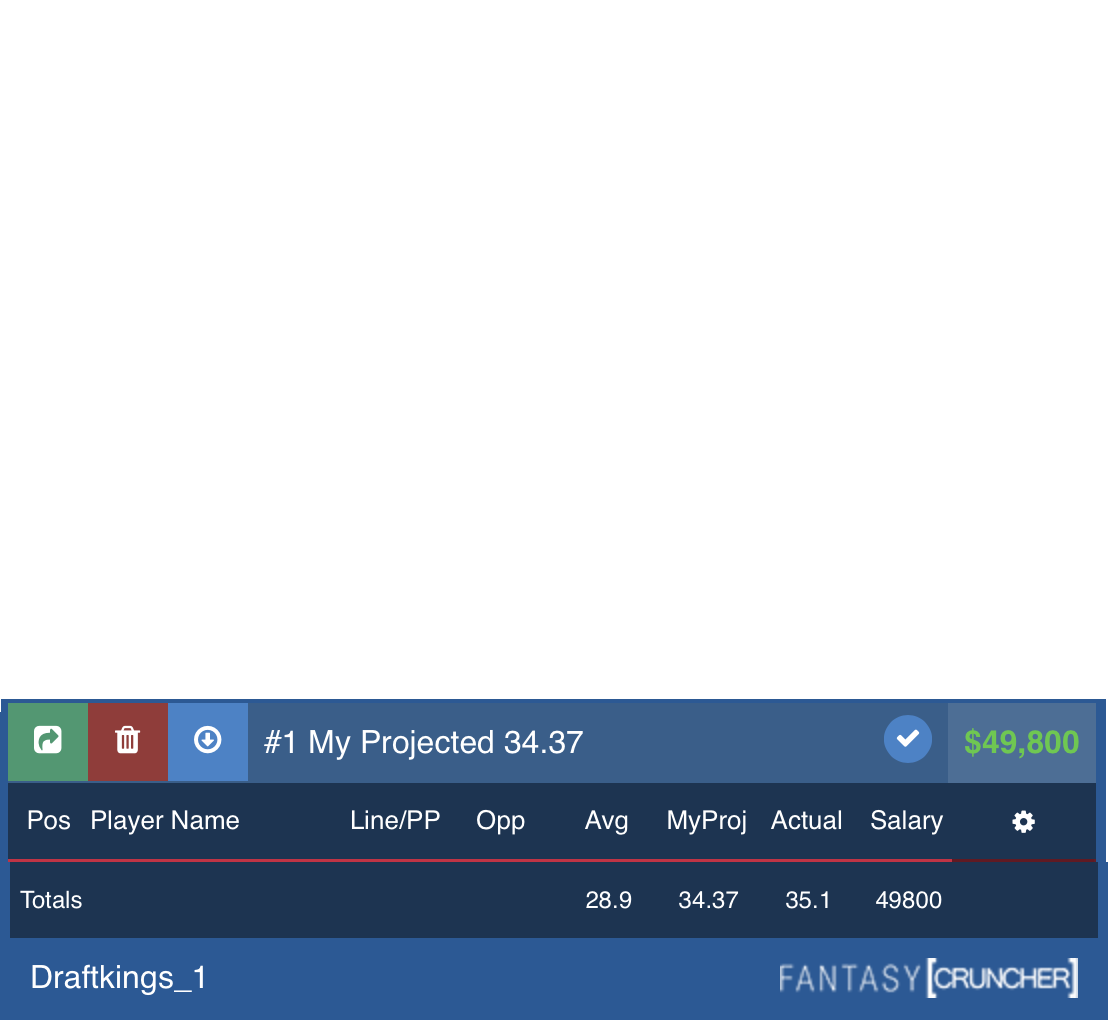 #1 My Projected 34.37 $49,800
Pos Player Name Line/PP Opp Avg MyProj Actual Salary
Totals 28.9 34.37 35.1 49800
Draftkings_1 FANTASY[CRUNCHER]